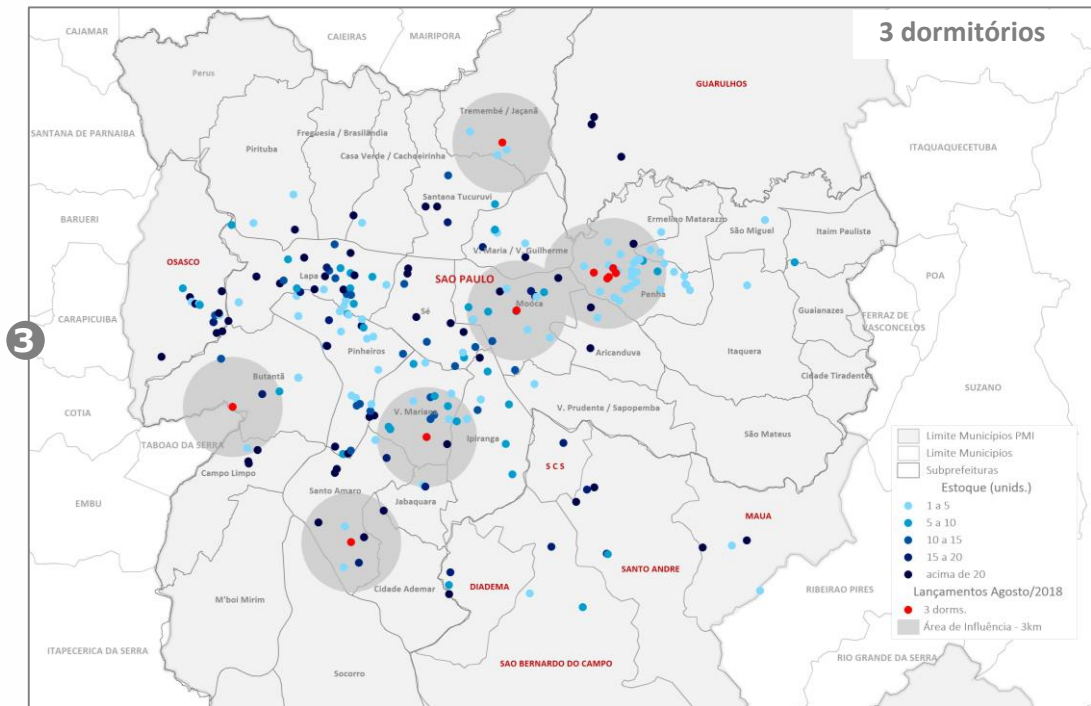 3 dormitórios
CAJAMAR
CAIEIRAS
MAIRIPORA
Perus
GUARULHOS
SANTANA DE PARNAIBA
Tremembé / Jaçanã
Freguesia / Brasilândia
ITAQUAQUECETUBA
Pirituba
Casa Verde / Cachoeirinha
Santana Tucuruvi
BARUERI
Ermelino Matarazzo
São Miguel
Itaim Paulista
V. Maria / V. Guilherme
OSASCO
Lapa
SAO PAULO
POA
Penha
Moóca
Sé
Guaianazes
CARAPICUIBA
FERRAZ DE
VASCONCELOS
3
Pinheiros
Aricanduva
Itaquera
Butantã
Cidade Tiradentes
SUZANO
COTIA
V. Mariana
V. Prudente / Sapopemba
TABOAO DA SERRA
Ipiranga
São Mateus
Campo Limpo
S C S
Santo Amaro
Jabaquara
EMBU
MAUA
SANTO ANDRE
Cidade Ademar
DIADEMA
RIBEIRAO PIRES
M'boi Mirim
ITAPECERICA DA SERRA
SAO BERNARDO DO CAMPO
RIO GRANDE DA SERRA
Socorro
Limite Municípios PMI
Limite Municipios
Subprefeituras
Estoque (unids.)
1 a 5
5 a 10
10 a 15
15 a 20
acima de 20
Lançamentos Agosto/2018
3 dorms.
Área de Influência - 3km